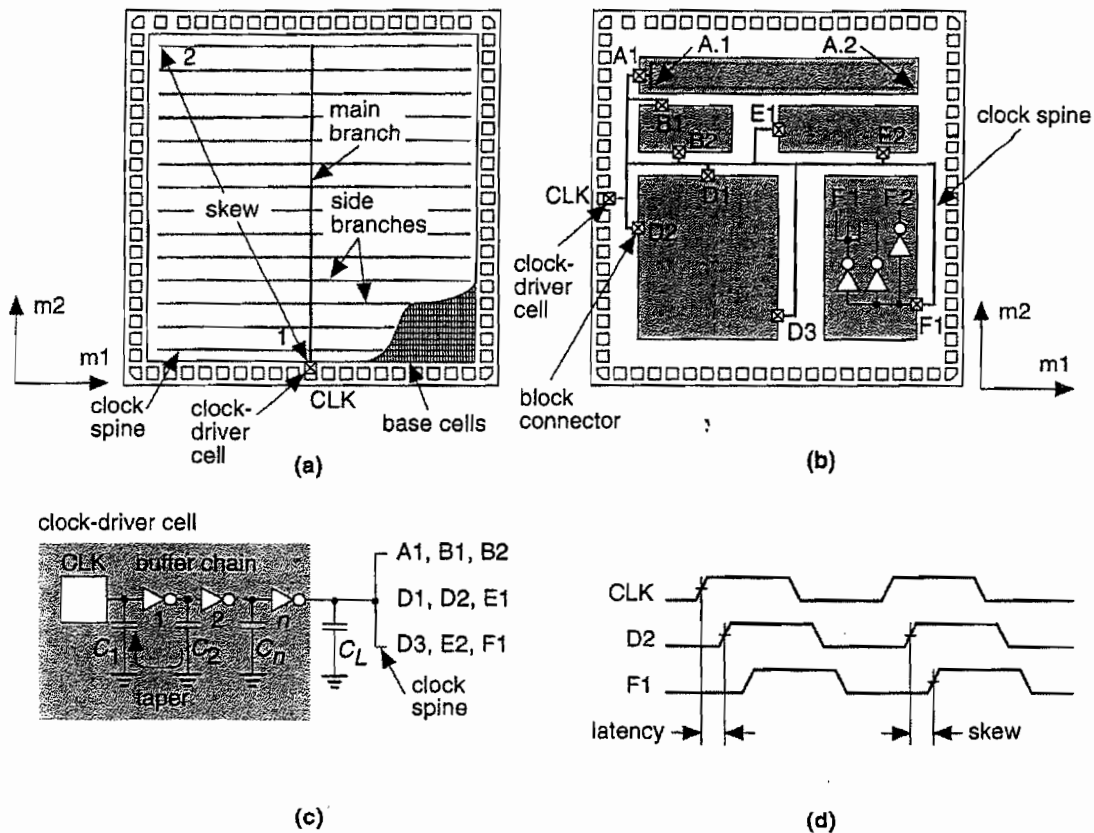 2
main
branch
skew
side
branches
m2
m1
1
CLK
clock
spine
clock-
driver
cell
base cells
(a)
A1
A.1
A.2
B1
B2
E1
E2
clock spine
CLK
D1
D2
F1
F2
clock-
driver
cell
D3
F1
m2
m1
block
connector
(b)
clock-driver cell
CLK
buffer chain
1
2
n
C1
C2
Cn
CL
taper
A1, B1, B2
D1, D2, E1
D3, E2, F1
clock
spine
(c)
CLK
D2
F1
latency
skew
(d)